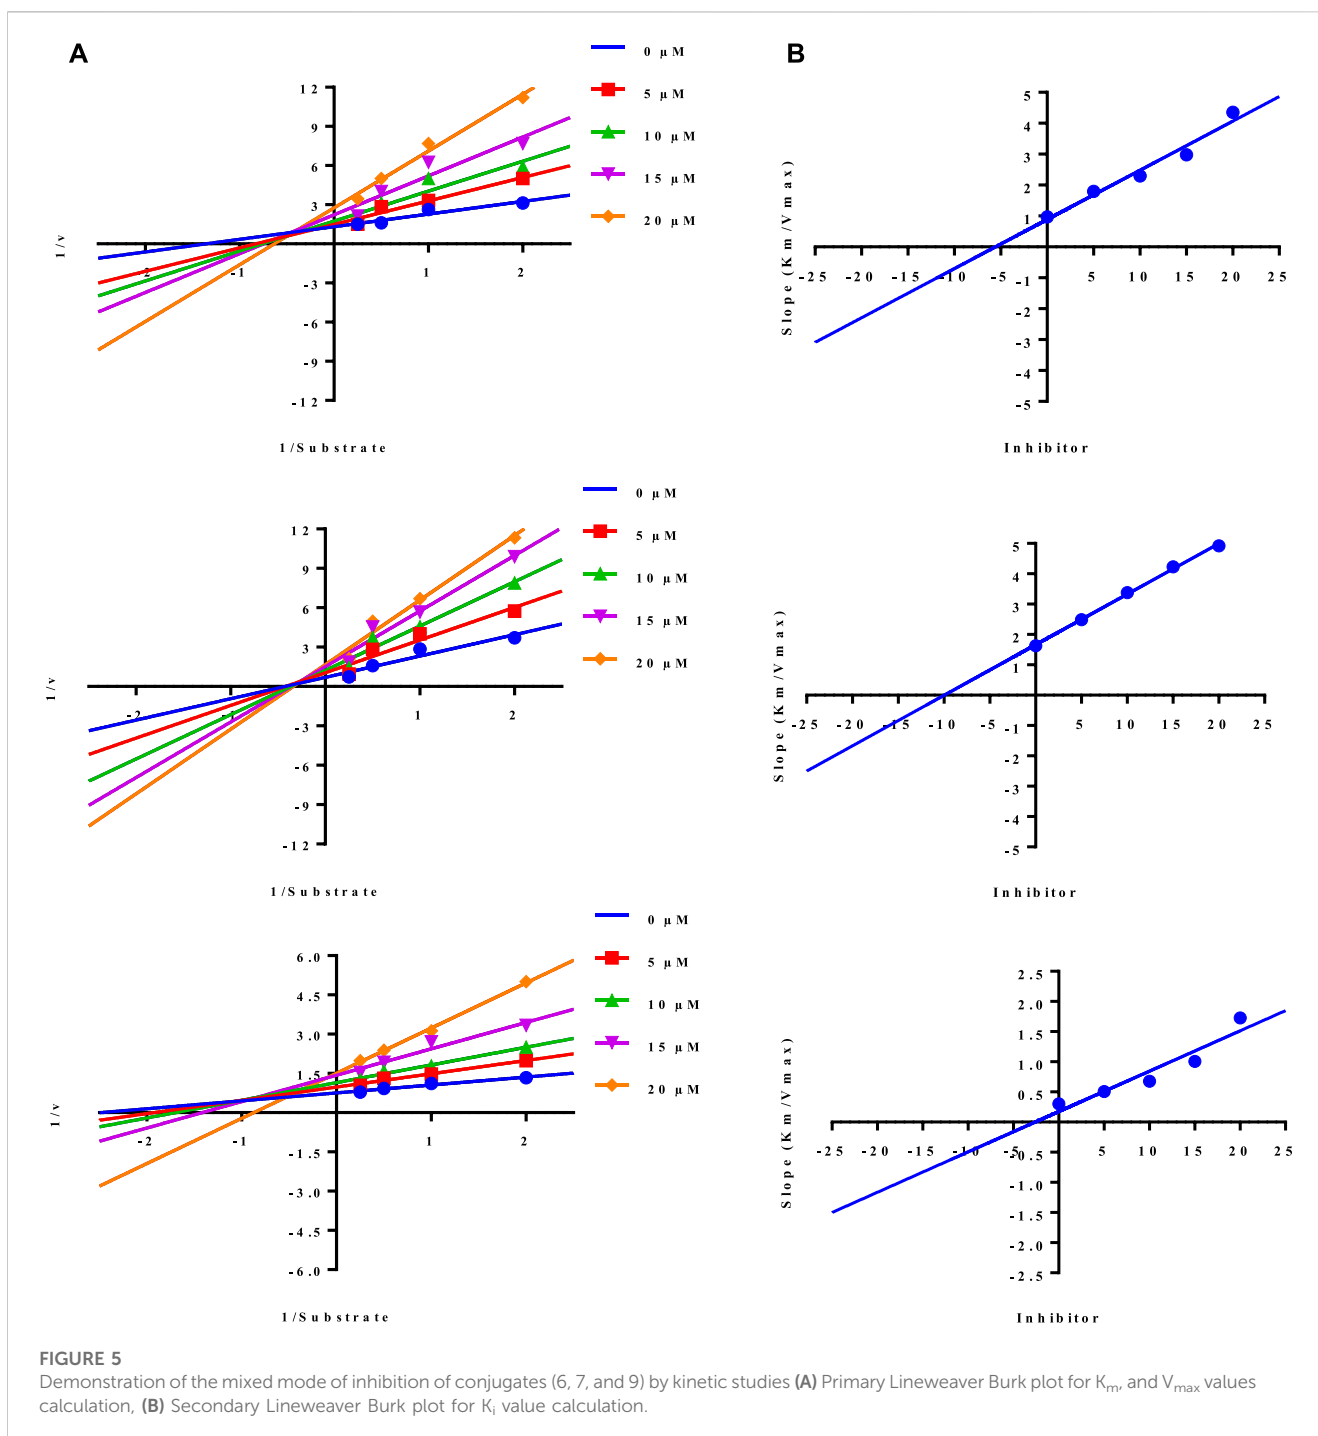 A
B
0 µM
5 µM
10 µM
15 µM
20 µM
12
9
6
3
-3
-6
-9
-12
-2
-1
1
2
1/v
1/Substrate
5
4
3
2
1
-1
-2
-3
-4
-5
-25 -20 -15 -10 -5
5 10 15 20 25
Slope (Km/Vmax)
Inhibitor
0 µM
5 µM
10 µM
15 µM
20 µM
12
9
6
3
-3
-6
-9
-12
-2
-1
1
2
1/v
1/Substrate
5
4
3
2
1
-1
-2
-3
-4
-5
-25 -20 -15 -10 -5
5 10 15 20 25
Slope (Km/Vmax)
Inhibitor
0 µM
5 µM
10 µM
15 µM
20 µM
6.0
4.5
3.0
1.5
-1.5
-3.0
-4.5
-6.0
-2
-1
1
2
1/v
1/Substrate
2.5
2.0
1.5
1.0
0.5
-0.5
-1.0
-1.5
-2.0
-2.5
-25 -20 -15 -10 -5
5 10 15 20 25
Slope (Km/Vmax)
Inhibitor
FIGURE 5
Demonstration of the mixed mode of inhibition of conjugates (6, 7, and 9) by kinetic studies (A) Primary Lineweaver Burk plot for Km, and Vmax values
calculation, (B) Secondary Lineweaver Burk plot for Ki value calculation.